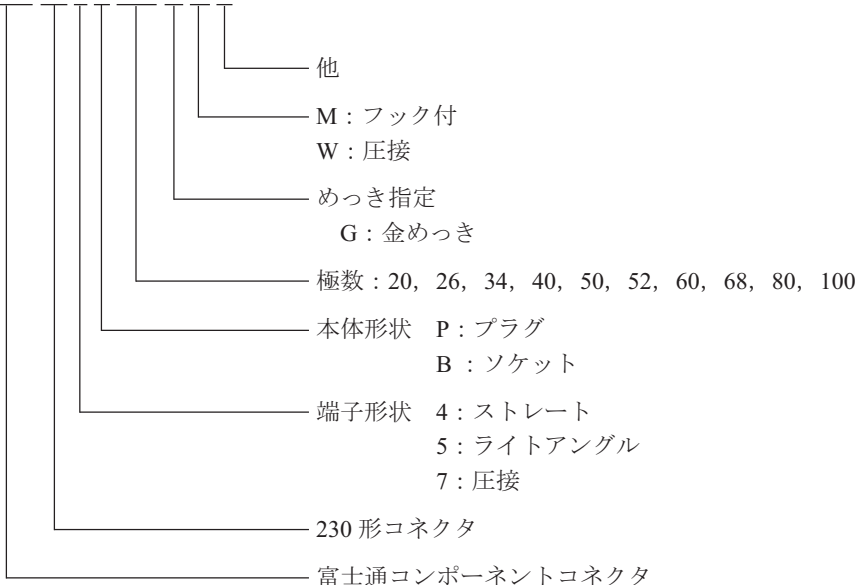 他
M：フック付
W：圧接
めっき指定
G：金めっき
極数：20，26，34，40，50，52，60，68，80，100
本体形状　P：プラグ
B：ソケット
端子形状　4：ストレート
5：ライトアングル
7：圧接
230 形コネクタ
富士通コンポーネントコネクタ